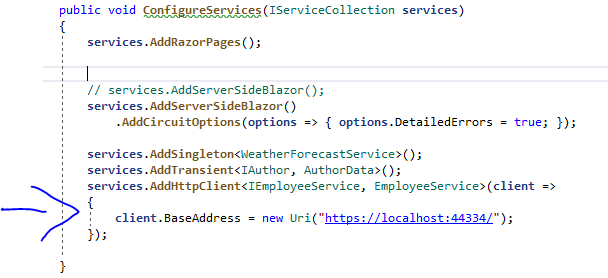 public void ConfigureServices(IServiceCollection services)
{
services.AddRazorPages();
// services.AddServerSideBlazor();
services.AddServerSideBlazor()
.AddCircuitOptions(options => { options.DetailedErrors = true; });
services.AddSingleton<WeatherForecastService>();
services.AddTransient<IAuthor, AuthorData>();
services.AddHttpClient<IEmployeeService, EmployeeService>(client =>
{
client.BaseAddress = new Uri("https://localhost:44334/");
});
}